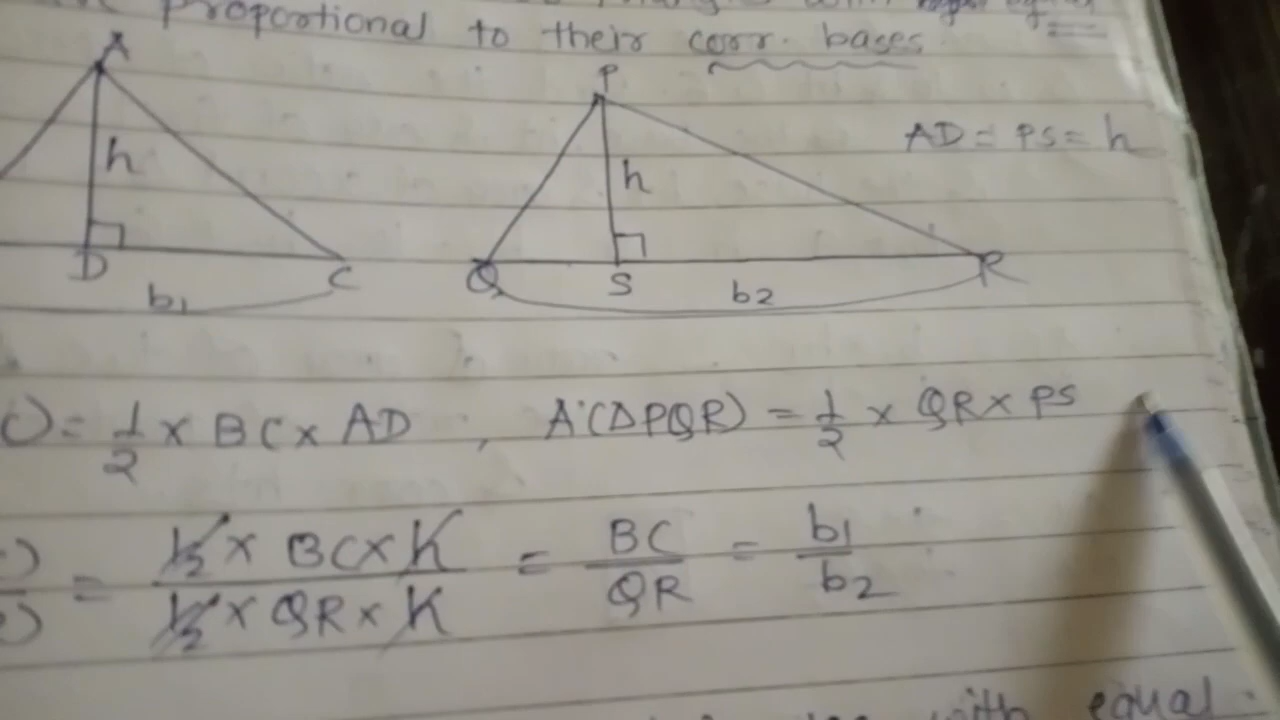 proportional to their corr. bases
A P
AD = PS = h
h h
D C Q S R
b1 b2
) = 1/2 × BC × AD , A(ΔPQR) = 1/2 × QR × PS
) = 1/2 × BC × h / 1/2 × QR × h = BC / QR = b1 / b2
with equal